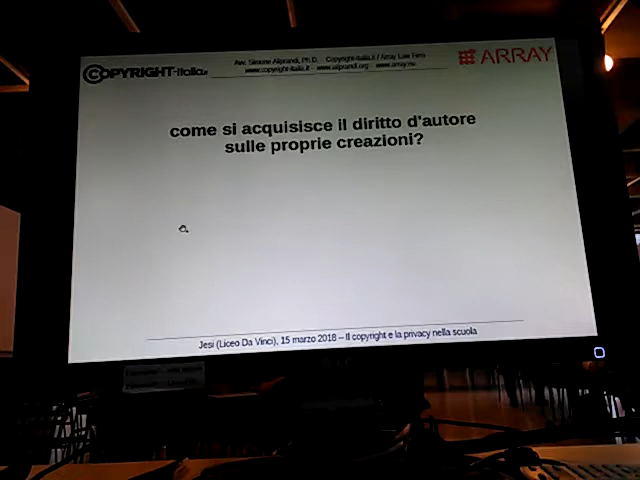 COPYRIGHT-Italia.it
Avv. Simone Aliprandi, Ph.D. - Copyright-Italia.it / Array Law Firm
www.copyright-italia.it - www.aliprandi.org - www.array.eu
ARRAY
come si acquisisce il diritto d'autore
sulle proprie creazioni?
Jesi (Liceo Da Vinci), 15 marzo 2018 – Il copyright e la privacy nella scuola